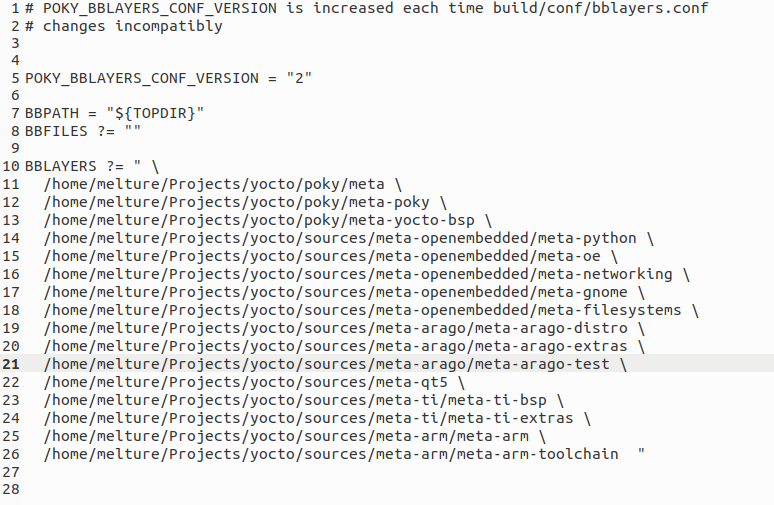 1 # POKY_BBLAYERS_CONF_VERSION is increased each time build/conf/bblayers.conf
2 # changes incompatibly
3
4
5 POKY_BBLAYERS_CONF_VERSION = "2"
6
7 BBPATH = "${TOPDIR}"
8 BBFILES ?= ""
9
10 BBLAYERS ?= " \
11   /home/melture/Projects/yocto/poky/meta \
12   /home/melture/Projects/yocto/poky/meta-poky \
13   /home/melture/Projects/yocto/poky/meta-yocto-bsp \
14   /home/melture/Projects/yocto/sources/meta-openembedded/meta-python \
15   /home/melture/Projects/yocto/sources/meta-openembedded/meta-oe \
16   /home/melture/Projects/yocto/sources/meta-openembedded/meta-networking \
17   /home/melture/Projects/yocto/sources/meta-openembedded/meta-gnome \
18   /home/melture/Projects/yocto/sources/meta-openembedded/meta-filesystems \
19   /home/melture/Projects/yocto/sources/meta-arago/meta-arago-distro \
20   /home/melture/Projects/yocto/sources/meta-arago/meta-arago-extras \
21   /home/melture/Projects/yocto/sources/meta-arago/meta-arago-test \
22   /home/melture/Projects/yocto/sources/meta-qt5 \
23   /home/melture/Projects/yocto/sources/meta-ti/meta-ti-bsp \
24   /home/melture/Projects/yocto/sources/meta-ti/meta-ti-extras \
25   /home/melture/Projects/yocto/sources/meta-arm/meta-arm \
26   /home/melture/Projects/yocto/sources/meta-arm/meta-arm-toolchain  "
27
28